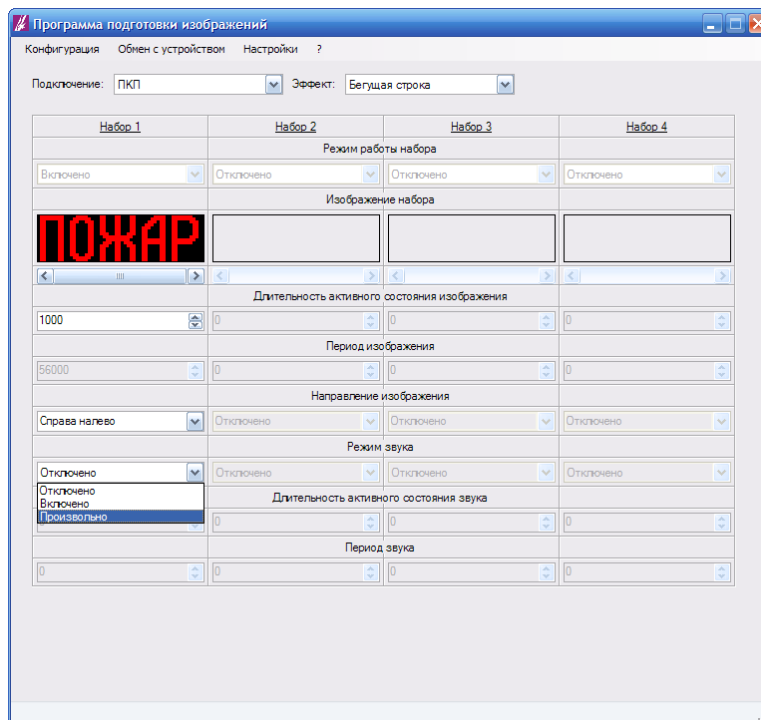 Программа подготовки изображений
Конфигурация Обмен с устройством Настройки ?
Подключение: ПКП Эффект: Бегущая строка
Набор 1 Набор 2 Набор 3 Набор 4
Режим работы набора
Включено Отключено Отключено Отключено
Изображение набора
ПОЖАР
Длительность активного состояния изображения
1000 0 0 0
Период изображения
56000 0 0 0
Направление изображения
Справа налево Отключено Отключено Отключено
Режим звука
Отключено Отключено Отключено Отключено
Отключено
Включено
Длительность активного состояния звука
Произвольно
0 0 0 0
Период звука
0 0 0 0